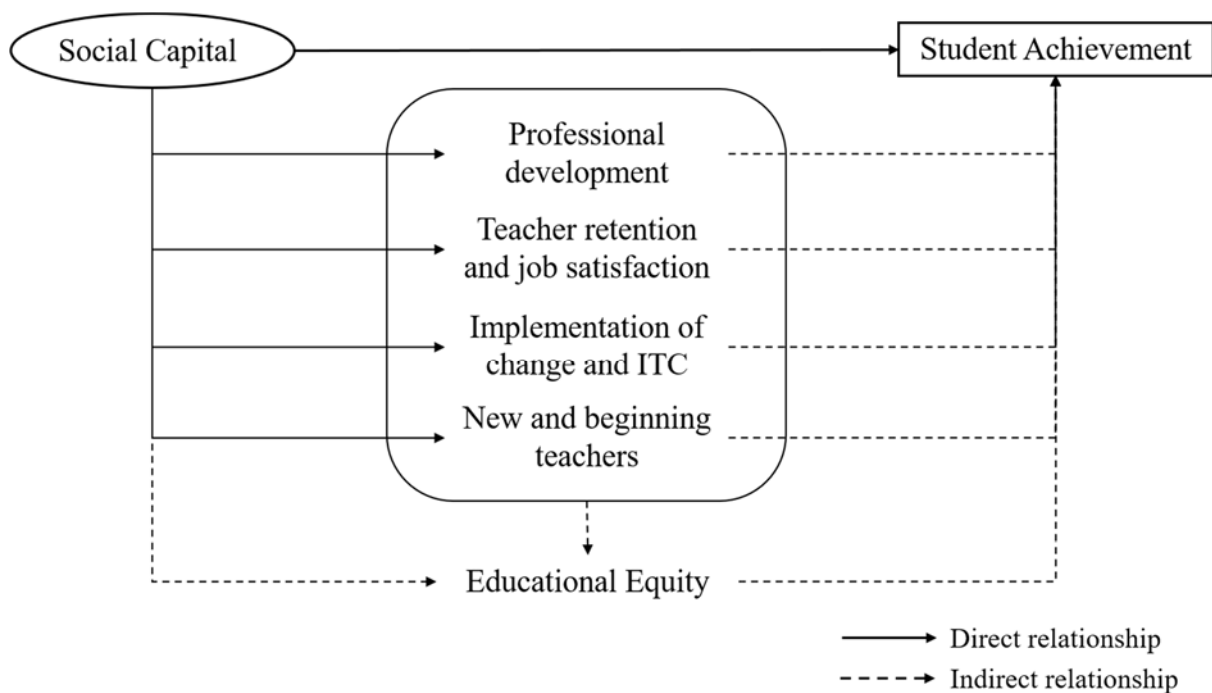 Social Capital
Student Achievement
Professional
development
Teacher retention
and job satisfaction
Implementation of
change and ITC
New and beginning
teachers
Educational Equity
Direct relationship
Indirect relationship